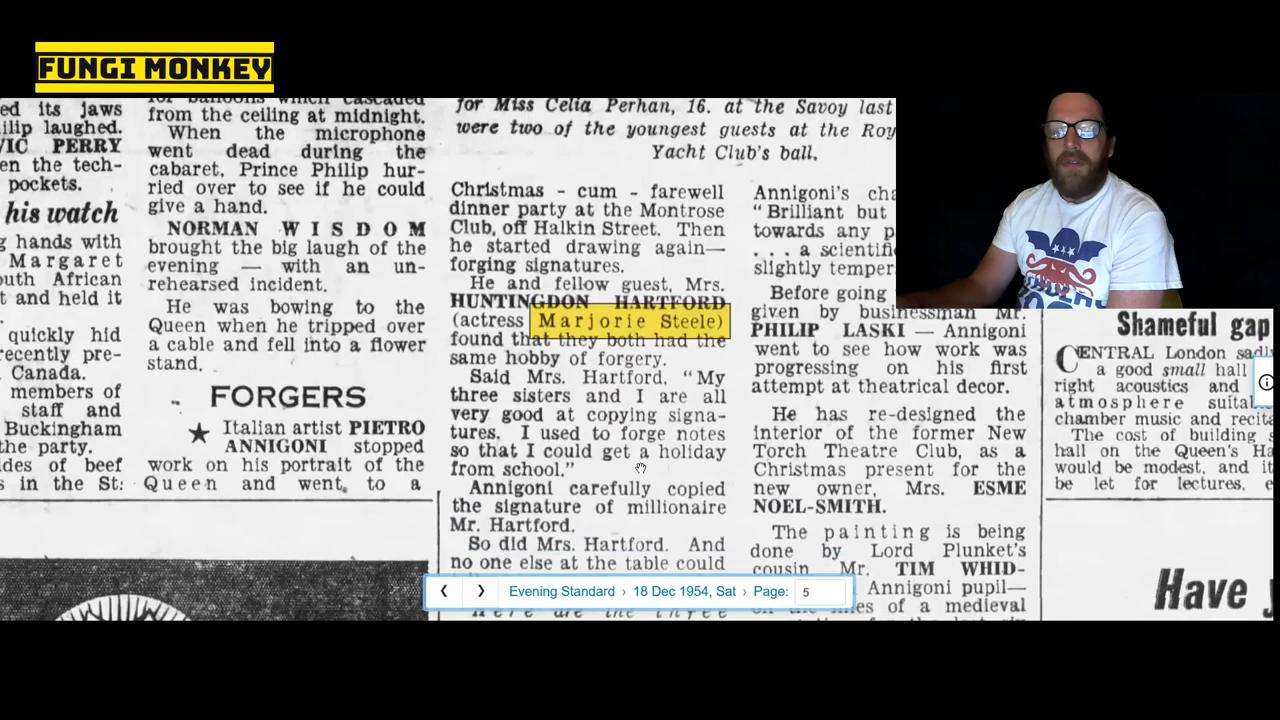 FUNGI MONKEY
ed its jaws
ilip laughed.
VIC PERRY
en the tech-
pockets.
his watch
g hands with
Margaret
outh African
t and held it
quickly hid
recently pre-
Canada.
members of
staff and
Buckingham
the party.
des of beef
s in the St:
for balloons which cascaded
from the ceiling at midnight.
When the microphone
went dead during the
cabaret, Prince Philip hur-
ried over to see if he could
give a hand.
NORMAN WISDOM
brought the big laugh of the
evening — with an un-
rehearsed incident.
He was bowing to the
Queen when he tripped over
a cable and fell into a flower
stand.
FORGERS
★ Italian artist PIETRO
ANNIGONI stopped
work on his portrait of the
Queen and went to a
for Miss Celia Perhan, 16. at the Savoy last
were two of the youngest guests at the Roy
Yacht Club's ball.
Christmas - cum - farewell
dinner party at the Montrose
Club, off Halkin Street. Then
he started drawing again—
forging signatures.
He and fellow guest, Mrs.
HUNTINGDON HARTFORD
(actress Marjorie Steele)
found that they both had the
same hobby of forgery.
Said Mrs. Hartford, "My
three sisters and I are all
very good at copying signa-
tures. I used to forge notes
so that I could get a holiday
from school."
Annigoni carefully copied
the signature of millionaire
Mr. Hartford.
So did Mrs. Hartford. And
no one else at the table could
Here are the three
Annigoni's cha
"Brilliant but
towards any p
. . . a scientifi
slightly temper
Before going
given by businessman Mr.
PHILIP LASKI — Annigoni
went to see how work was
progressing on his first
attempt at theatrical decor.
He has re-designed the
interior of the former New
Torch Theatre Club, as a
Christmas present for the
new owner, Mrs. ESME
NOEL-SMITH.
The painting is being
done by Lord Plunket's
cousin, Mr. TIM WHID-
Annigoni pupil—
of a medieval
Shameful gap
CENTRAL London sadly
a good small hall
right acoustics and
atmosphere suitab
chamber music and recita
The cost of building s
hall on the Queen's Ha
would be modest, and it
be let for lectures, e
Have y
Evening Standard › 18 Dec 1954, Sat › Page: 5